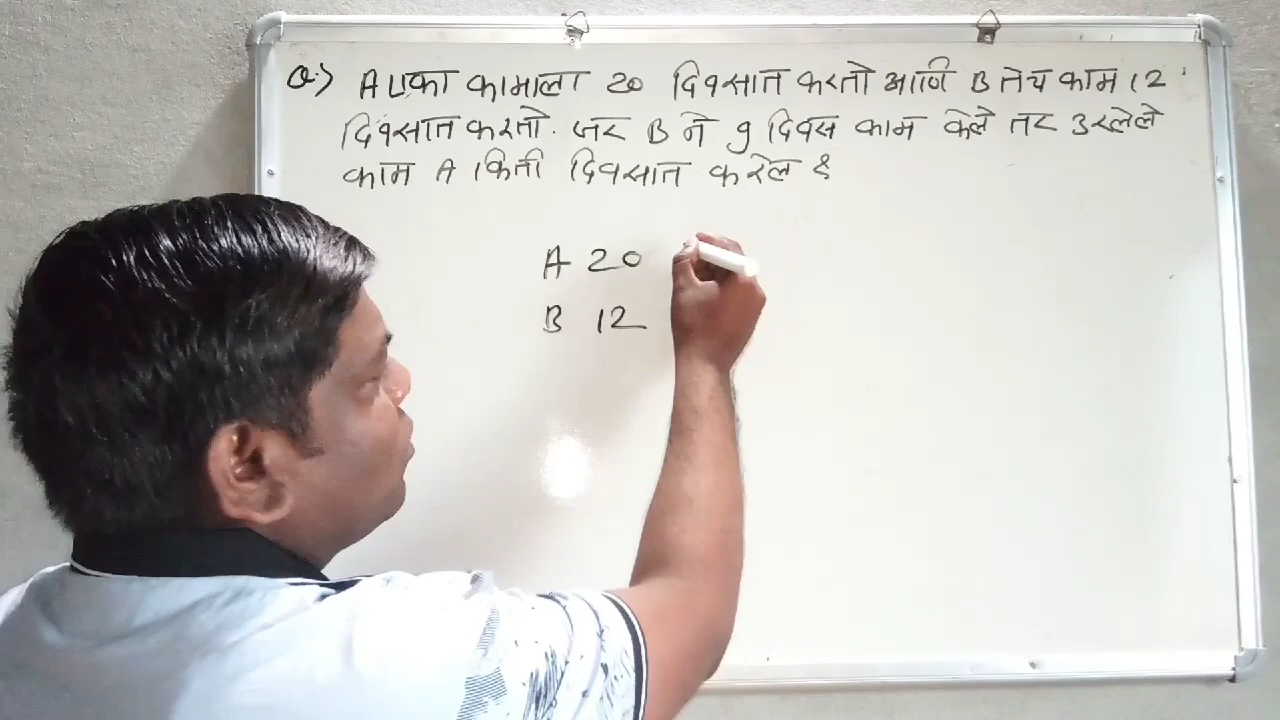 Q.) A एका कामाला 20 दिवसात करतो आणि B तेच काम 12
दिवसात करतो. जर B ने 9 दिवस काम केले तर उरलेले
काम A किती दिवसात करेल ?
A 20
B 12